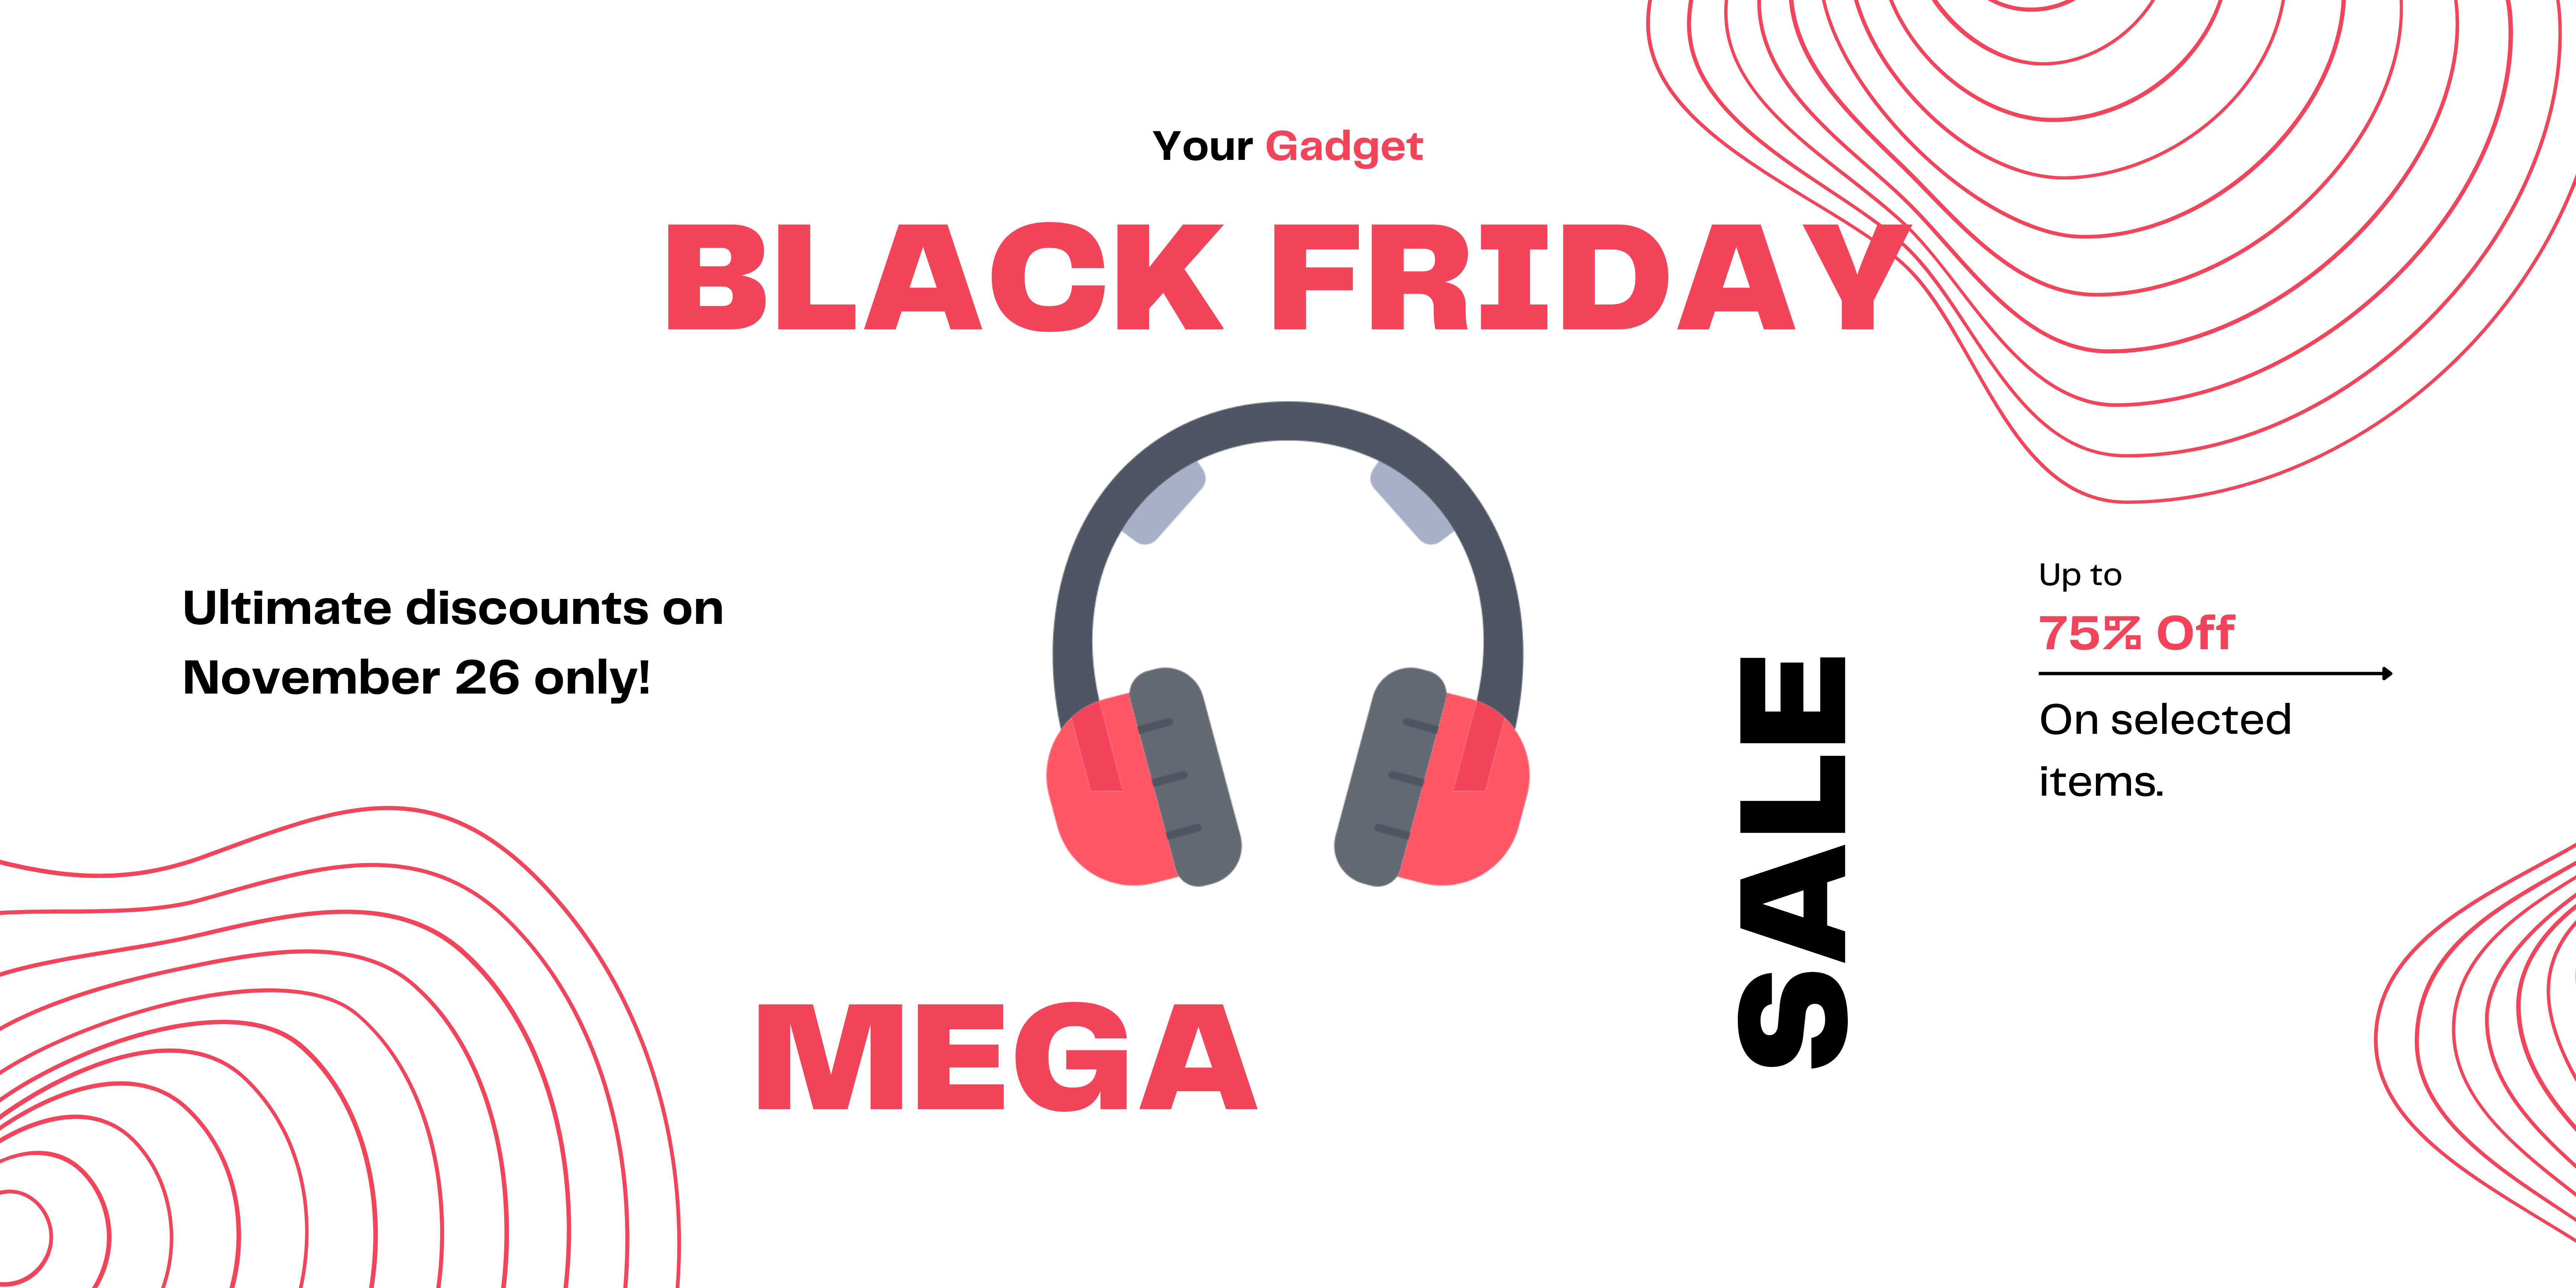 Your Gadget
BLACK FRIDAY
Ultimate discounts on
November 26 only!
MEGA
SALE
Up to
75% Off
On selected
items.